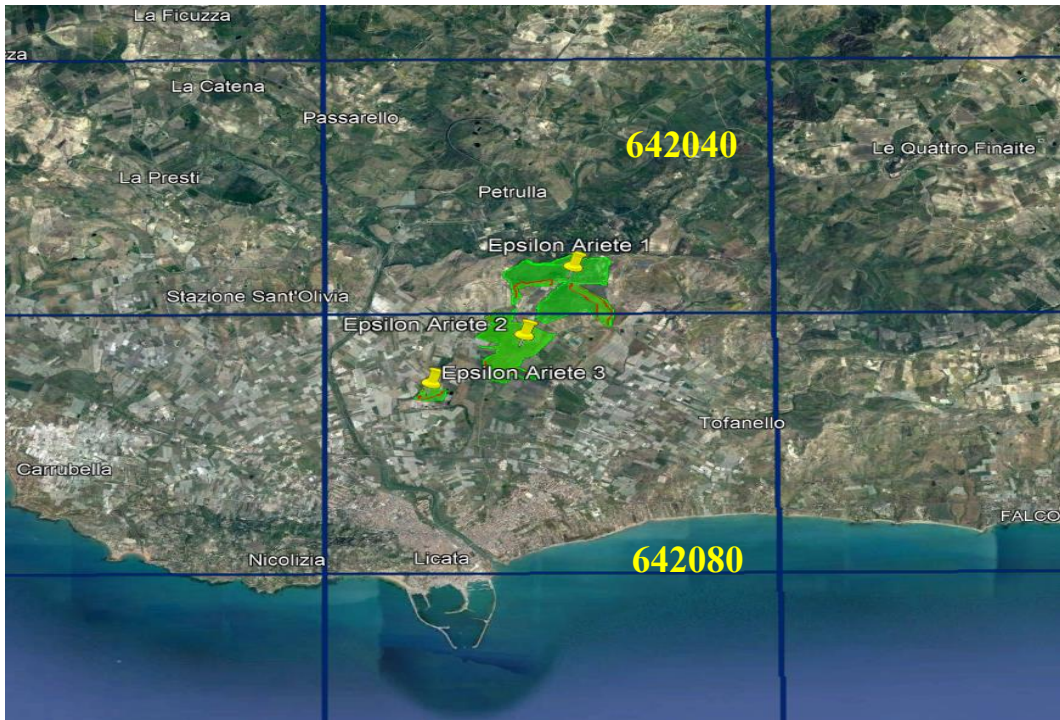 La Ficuzza
zza
La Catena
Passarello
642040
Le Quattro Finaite
La Presti
Petrulla
Epsilon Ariete 1
Stazione Sant'Olivia
Epsilon Ariete 2
Epsilon Ariete 3
Tofanello
Carrubella
FALCO
Nicolizia
Licata
642080